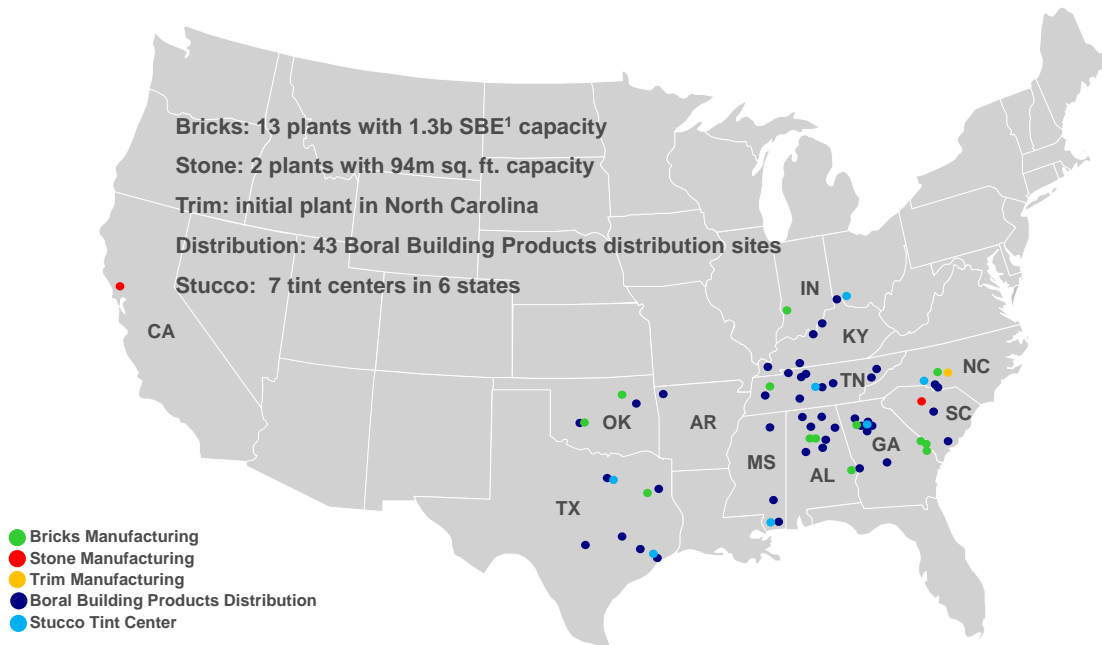 Bricks: 13 plants with 1.3b SBE¹ capacity
Stone: 2 plants with 94m sq. ft. capacity
Trim: initial plant in North Carolina
Distribution: 43 Boral Building Products distribution sites
Stucco: 7 tint centers in 6 states
IN
CA
KY
NC
TN
OK
AR
SC
GA
MS
AL
TX
Bricks Manufacturing
Stone Manufacturing
Trim Manufacturing
Boral Building Products Distribution
Stucco Tint Center